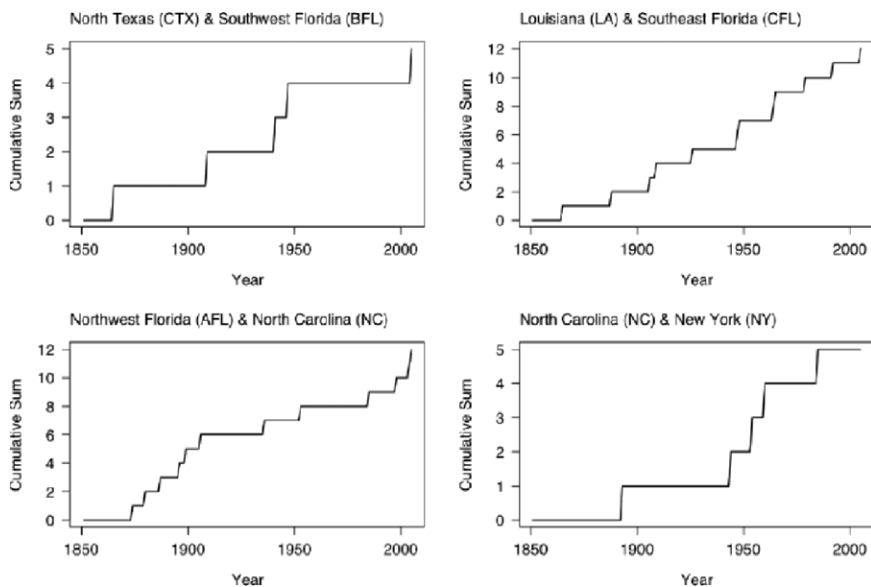 North Texas (CTX) & Southwest Florida (BFL)
5
4
3
2
1
0
Cumulative Sum
1850 1900 1950 2000
Year
Louisiana (LA) & Southeast Florida (CFL)
12
10
8
6
4
2
0
Cumulative Sum
1850 1900 1950 2000
Year
Northwest Florida (AFL) & North Carolina (NC)
12
10
8
6
4
2
0
Cumulative Sum
1850 1900 1950 2000
Year
North Carolina (NC) & New York (NY)
5
4
3
2
1
0
Cumulative Sum
1850 1900 1950 2000
Year